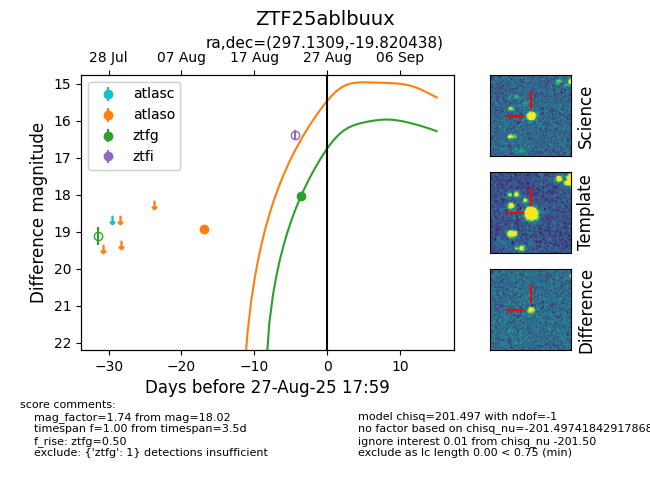 ZTF25ablbuux
ra,dec=(297.1309,-19.820438)
28 Jul 07 Aug 17 Aug 27 Aug 06 Sep
15
16
17
18
19
20
21
22
Difference magnitude
atlasc
atlaso
ztfg
ztfi
−30 −20 −10 0 10
Days before 27-Aug-25 17:59
Science
Template
Difference
score comments:
mag_factor=1.74 from mag=18.02
timespan f=1.00 from timespan=3.5d
f_rise: ztfg=0.50
exclude: {'ztfg': 1} detections insufficient
model chisq=201.497 with ndof=-1
no factor based on chisq_nu=-201.49741842917868
ignore interest 0.01 from chisq_nu -201.50
exclude as lc length 0.00 < 0.75 (min)